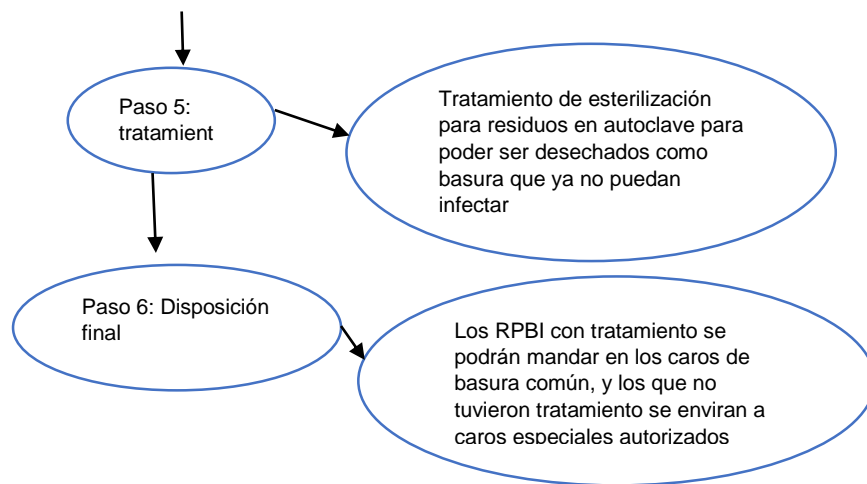 Paso 5:
tratamient
Tratamiento de esterilización
para residuos en autoclave para
poder ser desechados como
basura que ya no puedan
infectar
Paso 6: Disposición
final
Los RPBI con tratamiento se
podrán mandar en los caros de
basura común, y los que no
tuvieron tratamiento se enviran a
caros especiales autorizados